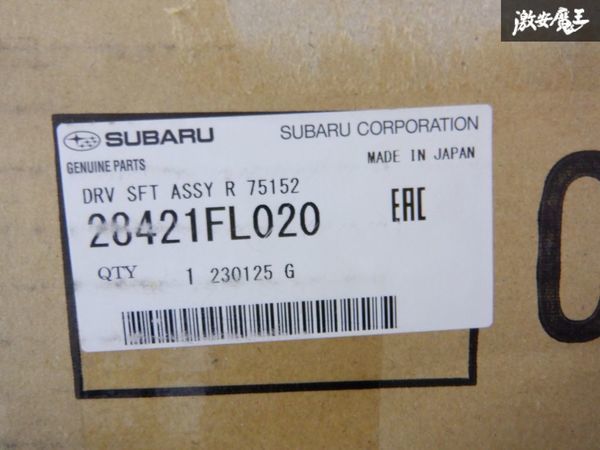 激安魔王
SUBARU
SUBARU CORPORATION
GENUINE PARTS
MADE IN JAPAN
DRV SFT ASSY R 75152
28421FL020
EAC
QTY 1 230125 G
0